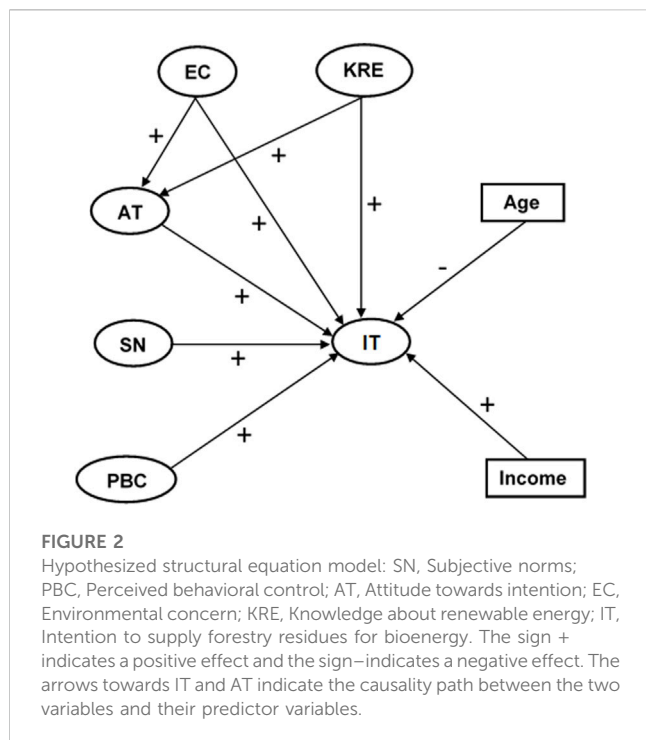 EC
KRE
+
+
AT
+
+
Age
+
-
SN
+
IT
+
+
PBC
Income
FIGURE 2
Hypothesized structural equation model: SN, Subjective norms;
PBC, Perceived behavioral control; AT, Attitude towards intention; EC,
Environmental concern; KRE, Knowledge about renewable energy; IT,
Intention to supply forestry residues for bioenergy. The sign +
indicates a positive effect and the sign–indicates a negative effect. The
arrows towards IT and AT indicate the causality path between the two
variables and their predictor variables.